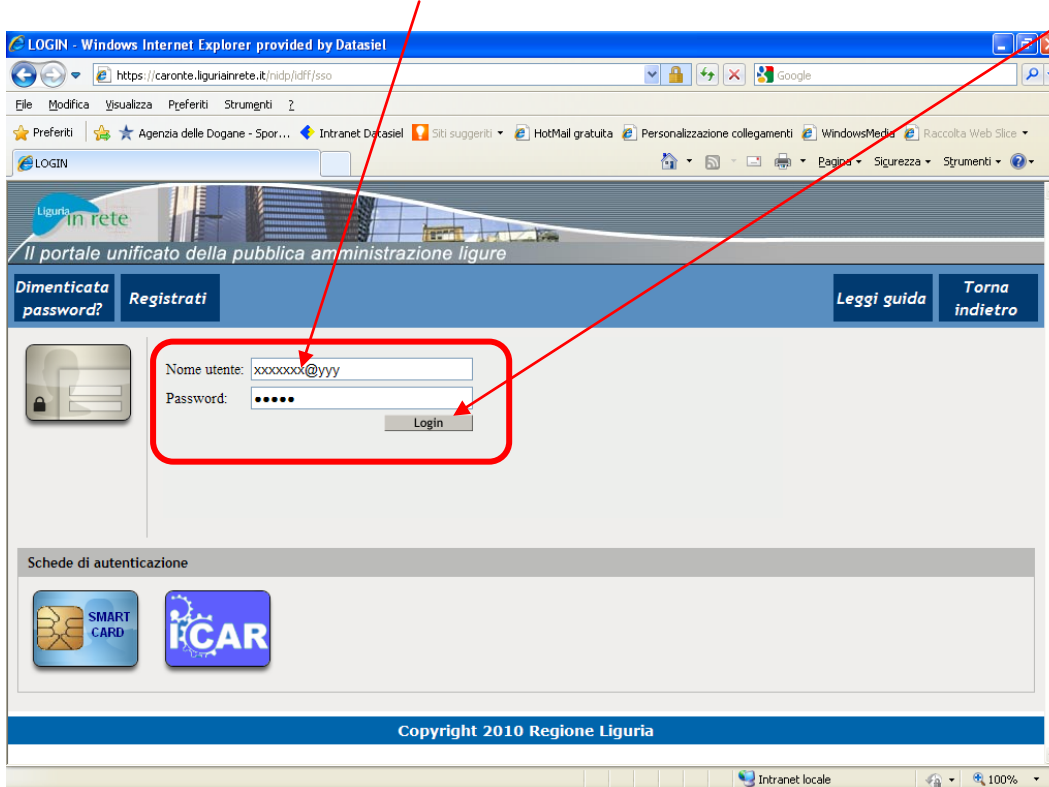 LOGIN - Windows Internet Explorer provided by Datasiel
https://caronte.liguriainrete.it/nidp/idff/sso
Google
File Modifica Visualizza Preferiti Strumenti ?
Preferiti Agenzia delle Dogane - Spor... Intranet Datasiel Siti suggeriti HotMail gratuita Personalizzazione collegamenti WindowsMedia Raccolta Web Slice
LOGIN Pagina Sicurezza Strumenti
Liguria in rete
Il portale unificato della pubblica amministrazione ligure
Dimenticata password? Registrati Leggi guida Torna indietro
Nome utente: xxxxxxx@yyy
Password: •••••
Login
Schede di autenticazione
SMART CARD
iCAR
Copyright 2010 Regione Liguria
Intranet locale 100%